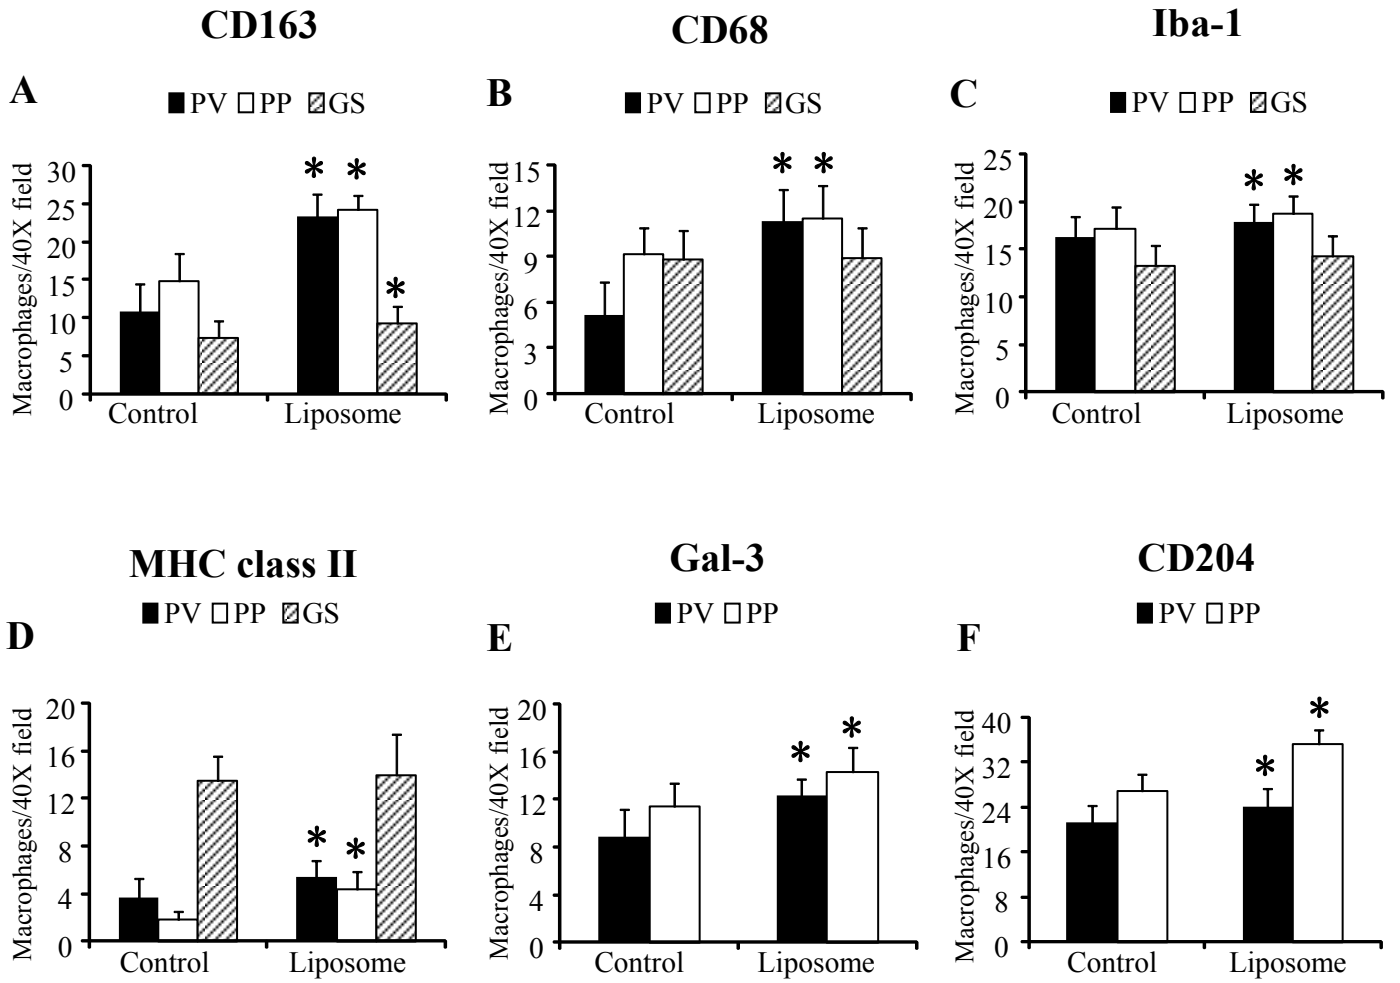 CD163
A
PV PP GS
Macrophages/40X field
30
25
20
15
10
5
0
* * *
Control Liposome
CD68
B
PV PP GS
Macrophages/40X field
15
12
9
6
3
0
* *
Control Liposome
Iba-1
C
PV PP GS
Macrophages/40X field
25
20
15
10
5
0
* *
Control Liposome
MHC class II
D
PV PP GS
Macrophages/40X field
20
16
12
8
4
0
* *
Control Liposome
Gal-3
E
PV PP
Macrophages/40X field
20
16
12
8
4
0
* *
Control Liposome
CD204
F
PV PP
Macrophages/40X field
40
32
24
16
8
0
* *
Control Liposome